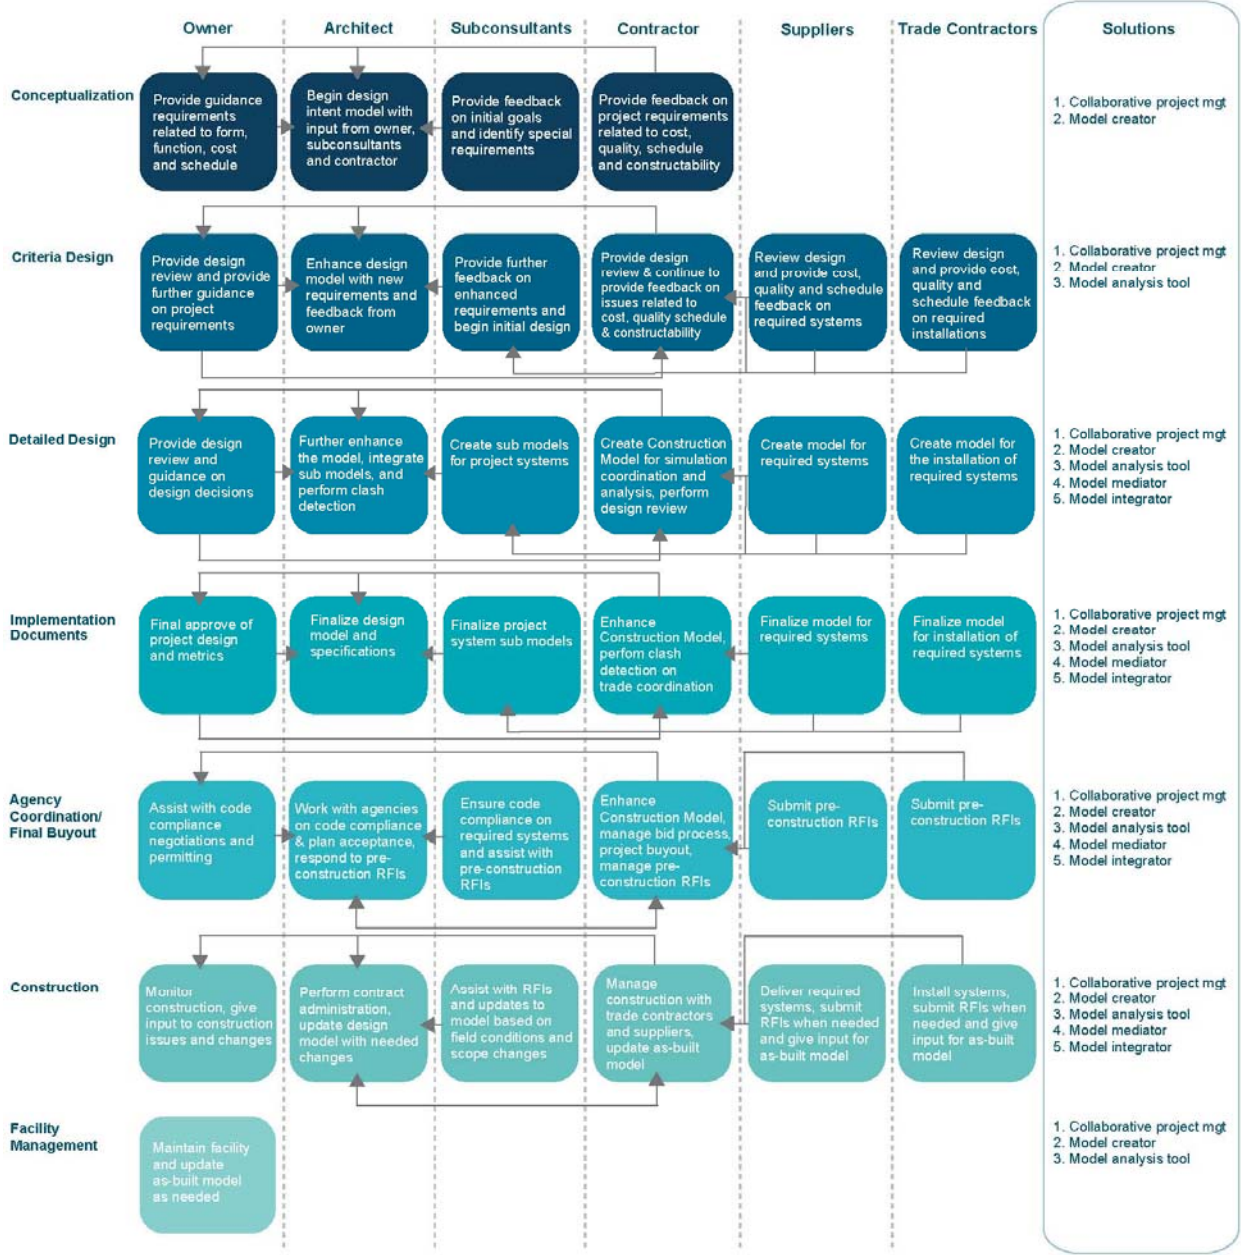 Owner
Architect
Subconsultants
Contractor
Suppliers
Trade Contractors
Solutions
Conceptualization
Provide guidance
requirements
related to form,
function, cost
and schedule
Begin design
intent model with
input from owner,
subconsultants
and contractor
Provide feedback
on initial goals
and identify special
requirements
Provide feedback on
project requirements
related to cost,
quality, schedule
and constructability
1. Collaborative project mgt
2. Model creator
Criteria Design
Provide design
review and provide
further guidance
on project
requirements
Enhance design
model with new
requirements and
feedback from
owner
Provide further
feedback on
enhanced
requirements and
begin initial design
Provide design
review & continue to
provide feedback on
issues related to
cost, quality schedule
& constructability
Review design
and provide cost,
quality and schedule
feedback on
required systems
Review design
and provide cost,
quality and
schedule feedback
on required
installations
1. Collaborative project mgt
2. Model creator
3. Model analysis tool
Detailed Design
Provide design
review and
guidance on
design decisions
Further enhance
the model, integrate
sub models, and
perform clash
detection
Create sub models
for project systems
Create Construction
Model for simulation
coordination and
analysis, perform
design review
Create model for
required systems
Create model for
the installation of
required systems
1. Collaborative project mgt
2. Model creator
3. Model analysis tool
4. Model mediator
5. Model integrator
Implementation
Documents
Final approve of
project design
and metrics
Finalize design
model and
specifications
Finalize project
system sub models
Enhance
Construction Model,
perform clash
detection on
trade coordination
Finalize model for
required systems
Finalize model
for installation of
required systems
1. Collaborative project mgt
2. Model creator
3. Model analysis tool
4. Model mediator
5. Model integrator
Agency
Coordination/
Final Buyout
Assist with code
compliance
negotiations and
permitting
Work with agencies
on code compliance
& plan acceptance,
respond to pre-
construction RFIs
Ensure code
compliance on
required systems
and assist with
pre-construction
RFIs
Enhance
Construction Model,
manage bid process,
project buyout,
manage pre-
construction RFIs
Submit pre-
construction RFIs
Submit pre-
construction RFIs
1. Collaborative project mgt
2. Model creator
3. Model analysis tool
4. Model mediator
5. Model integrator
Construction
Monitor
construction, give
input to construction
issues and changes
Perform contract
administration,
update design
model with needed
changes
Assist with RFIs
and updates to
model based on
field conditions and
scope changes
Manage
construction with
trade contractors
and suppliers,
update as-built
model
Deliver required
systems, submit
RFIs when needed
and give input for
as-built model
Install systems,
submit RFIs when
needed and give
input for as-built
model
1. Collaborative project mgt
2. Model creator
3. Model analysis tool
4. Model mediator
5. Model integrator
Facility
Management
Maintain facility
and update
as-built model
as needed
1. Collaborative project mgt
2. Model creator
3. Model analysis tool